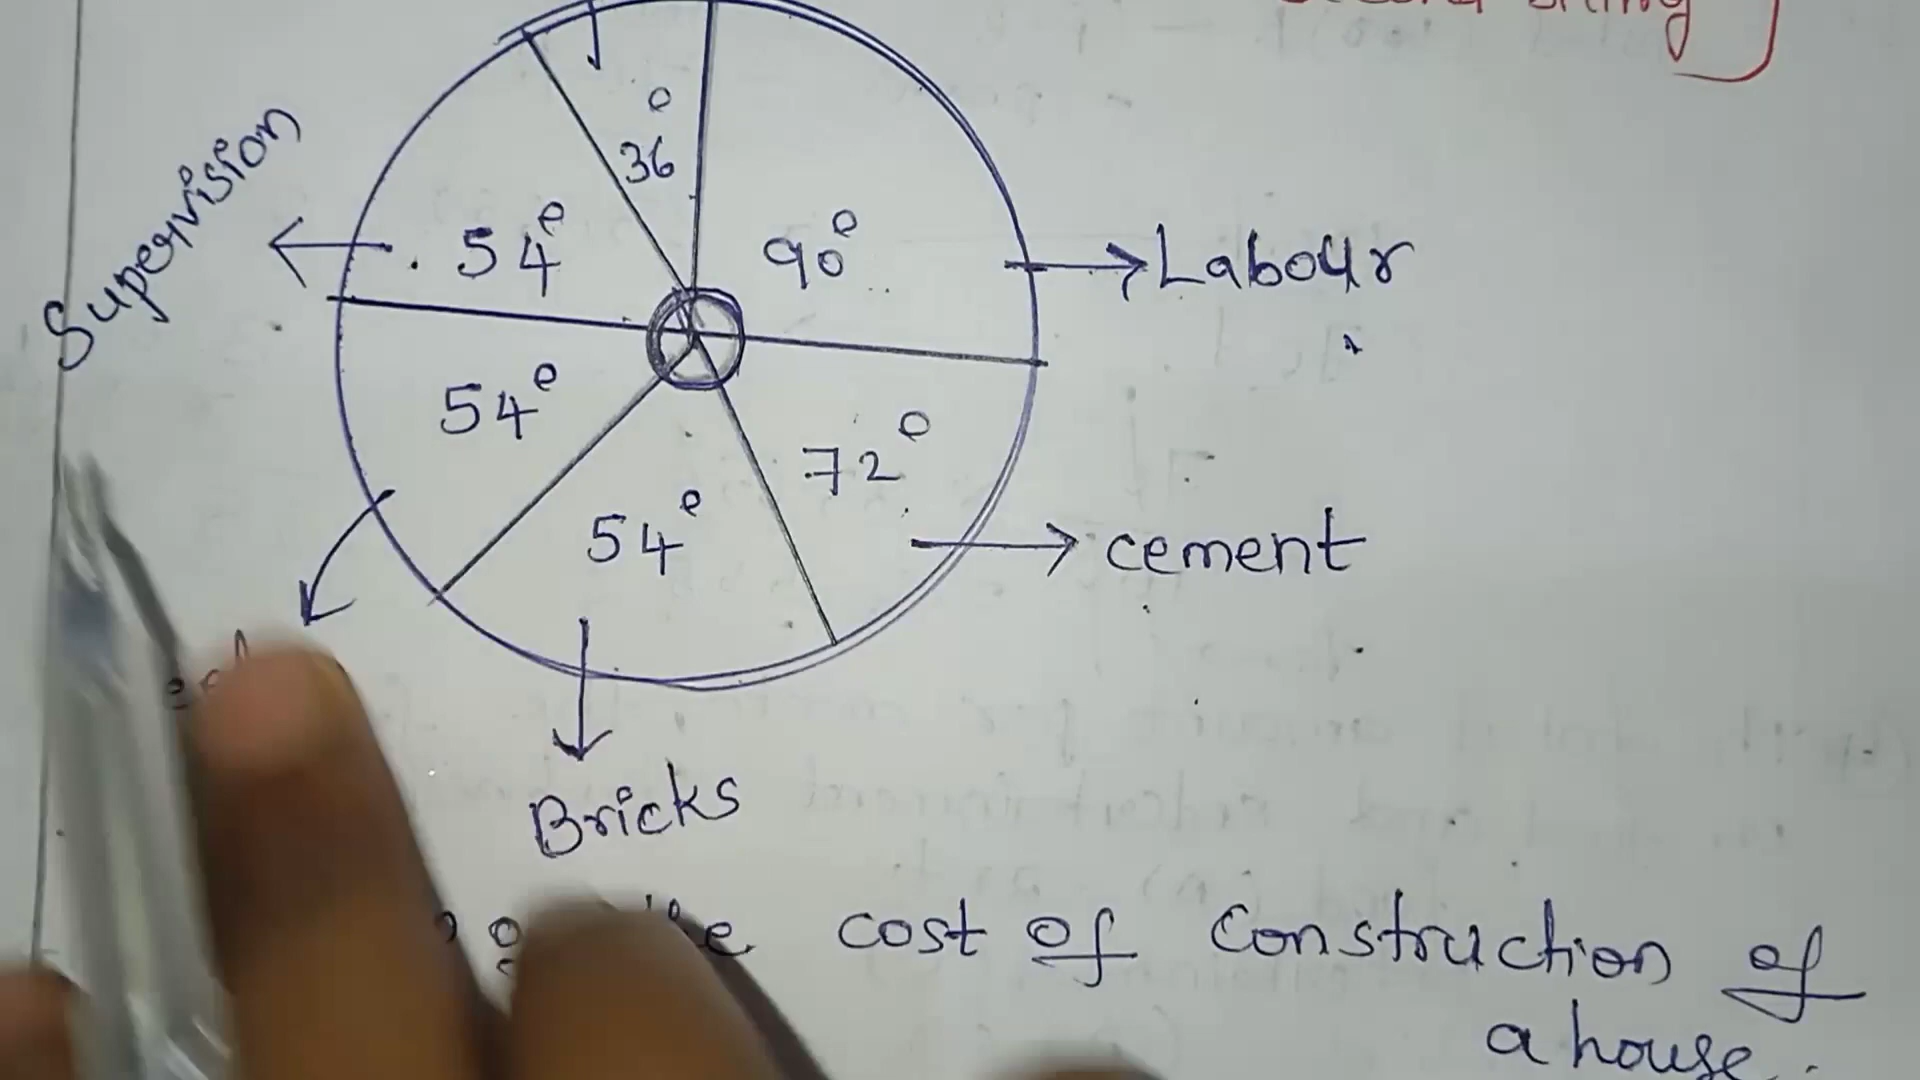 36°
Supervision
54°
90°
Labour
54°
72°
54°
cement
Bricks
cost of Construction of
a house.